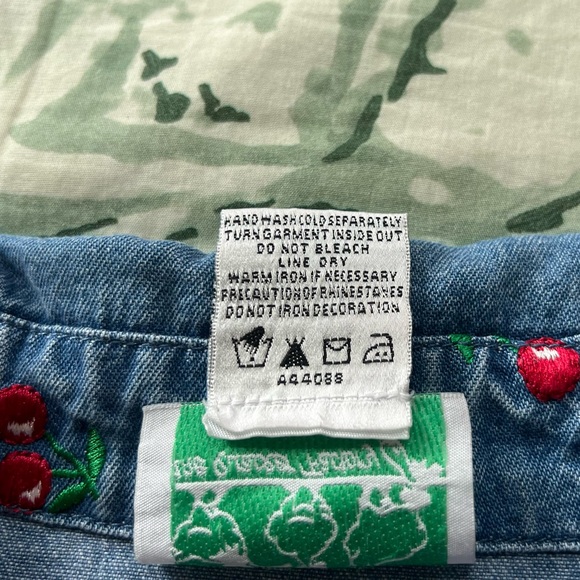 HAND WASH COLD SEPARATELY
TURN GARMENT INSIDE OUT
DO NOT BLEACH
LINE DRY
WARM IRON IF NECESSARY
PRECAUTION OF RHINESTONES
DO NOT IRON DECORATION
A44088